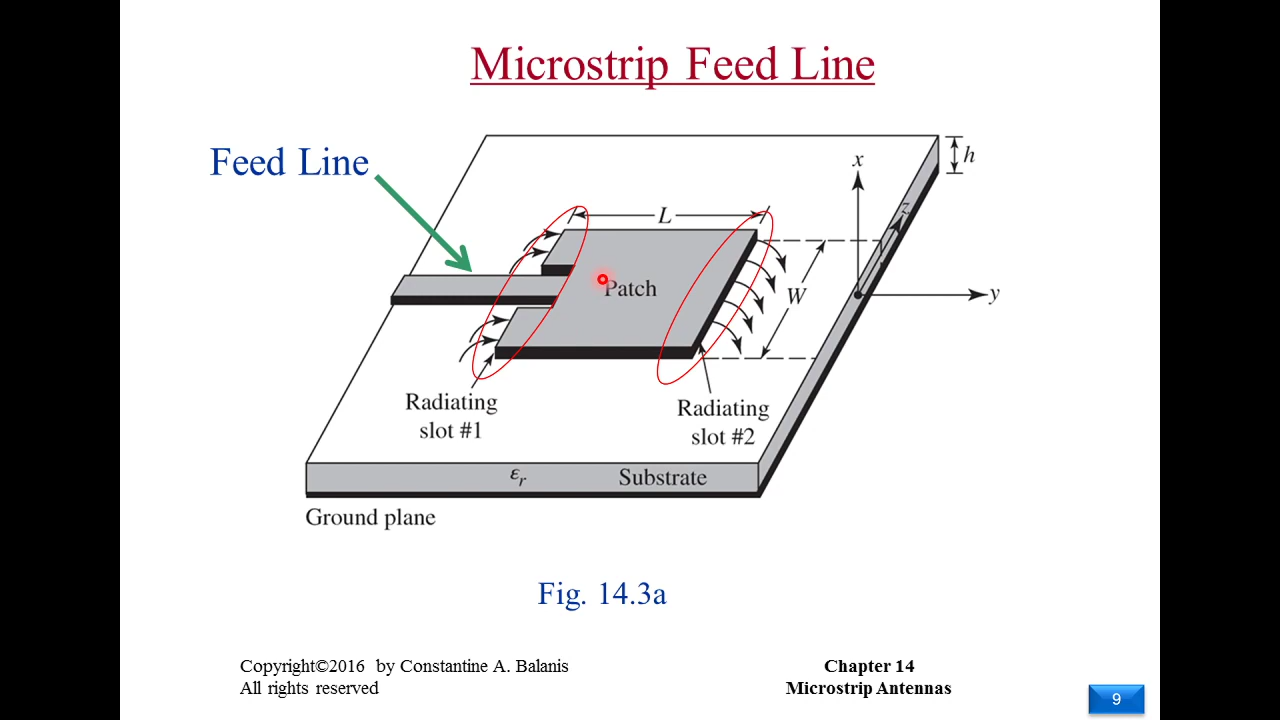 Microstrip Feed Line
Feed Line
h
x
z
L
Patch
W
y
Radiating
slot #1
Radiating
slot #2
εr
Substrate
Ground plane
Fig. 14.3a
Copyright©2016 by Constantine A. Balanis
All rights reserved
Chapter 14
Microstrip Antennas
9